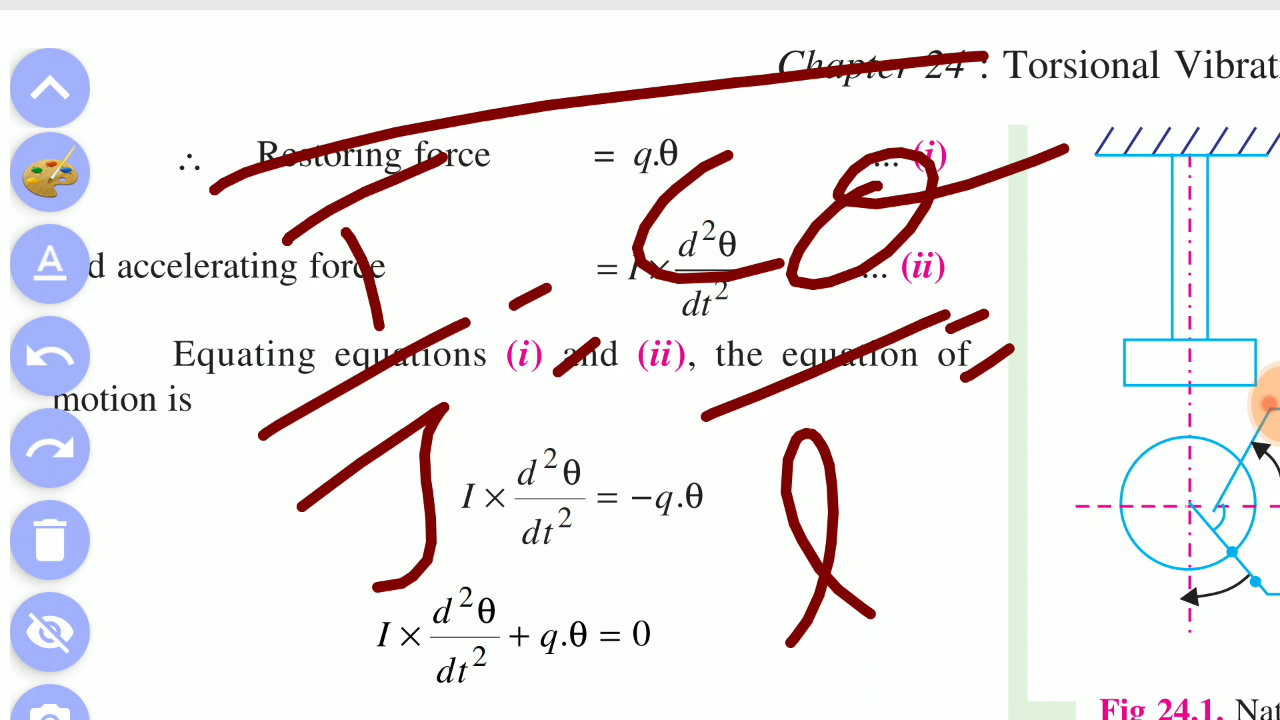 Chapter 24 : Torsional Vibrat
∴ Restoring force = q.θ ... (i)
d accelerating force = I × d²θ/dt² ... (ii)
Equating equations (i) and (ii), the equation of
motion is
I × d²θ/dt² = −q.θ
I × d²θ/dt² + q.θ = 0
Fig 24.1. Nat